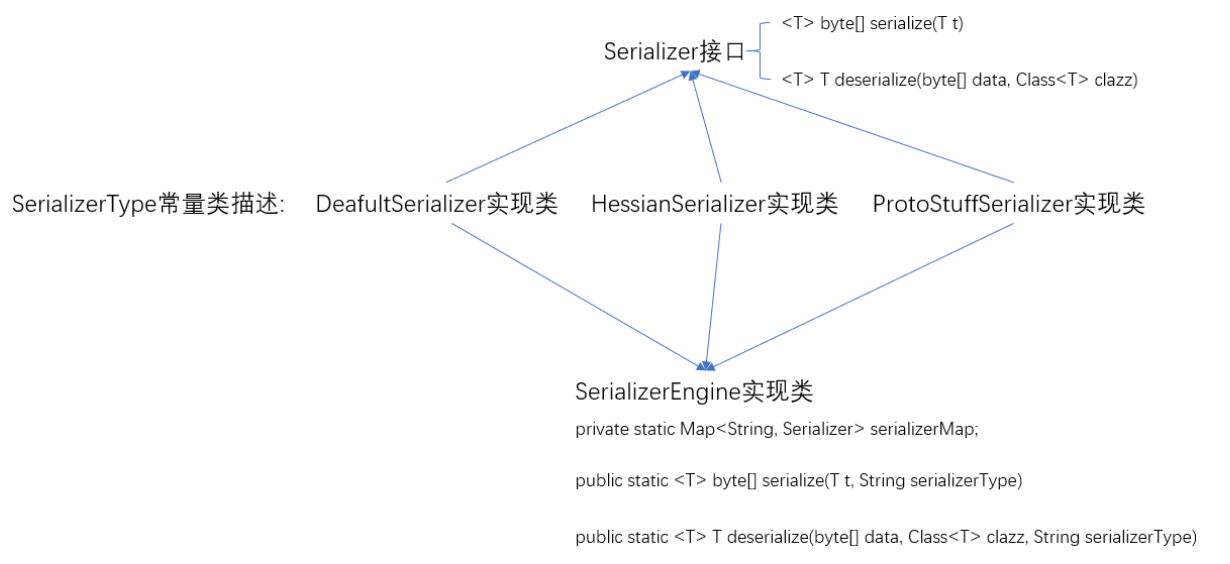 <T> byte[] serialize(T t)
Serializer接口
<T> T deserialize(byte[] data, Class<T> clazz)
SerializerType常量类描述: DeafultSerializer实现类 HessianSerializer实现类 ProtoStuffSerializer实现类
SerializerEngine实现类
private static Map<String, Serializer> serializerMap;
public static <T> byte[] serialize(T t, String serializerType)
public static <T> T deserialize(byte[] data, Class<T> clazz, String serializerType)